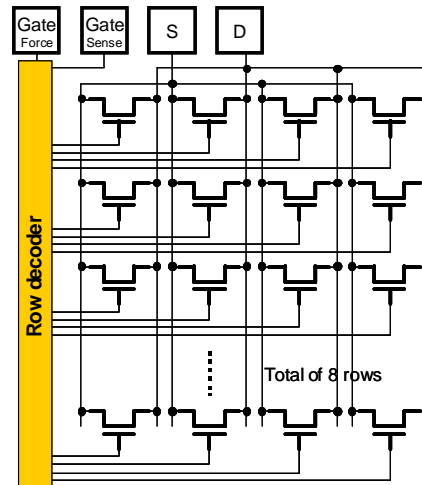 Gate
Force
Gate
Sense
S
D
Row decoder
Total of 8 rows